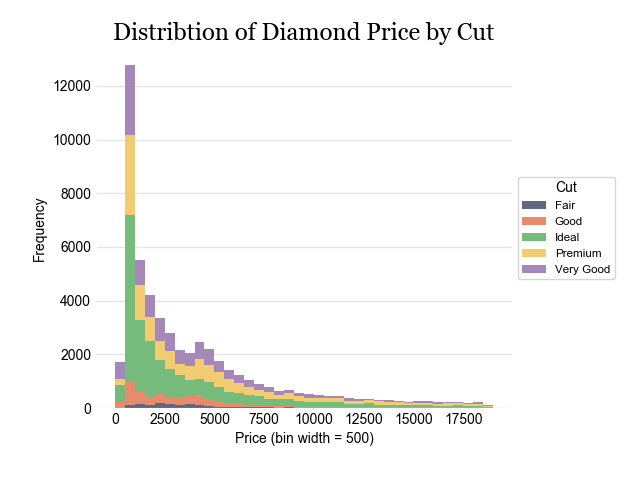 Distribtion of Diamond Price by Cut
12000
10000
8000
6000
4000
2000
0
Frequency
0 2500 5000 7500 10000 12500 15000 17500
Price (bin width = 500)
Cut
Fair
Good
Ideal
Premium
Very Good